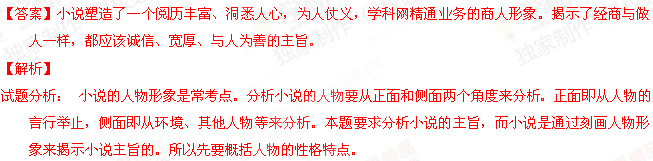 【答案】小说塑造了一个阅历丰富、洞悉人心，为人仗义，学科网精通业务的商人形象。揭示了经商与做
人一样，都应该诚信、宽厚、与人为善的主旨。
【解析】
试题分析： 小说的人物形象是常考点。分析小说的人物要从正面和侧面两个角度来分析。正面即从人物的
言行举止，侧面即从环境、其他人物等来分析。本题要求分析小说的主旨，而小说是通过刻画人物形
象来揭示小说主旨的。所以先要概括人物的性格特点。